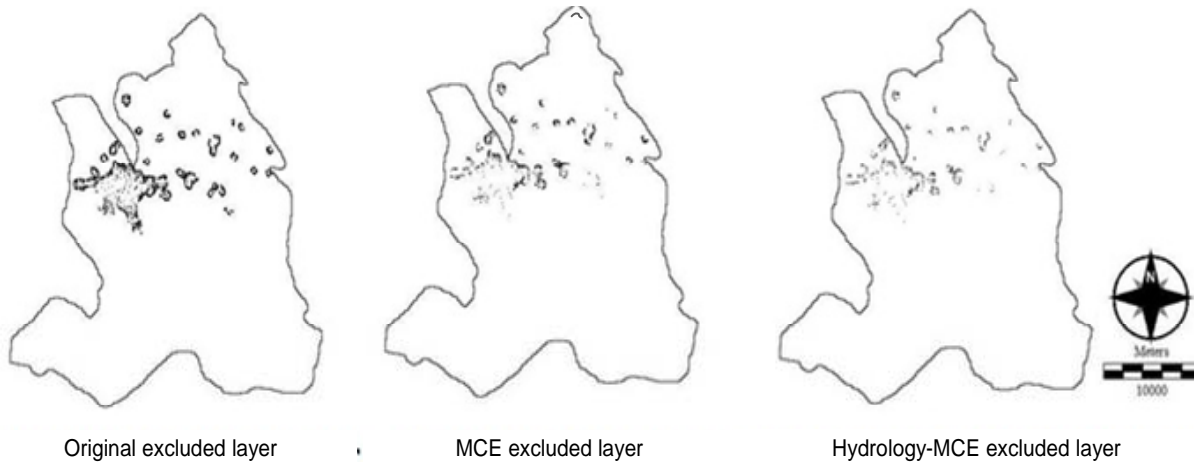 N
Meters
10000
Original excluded layer
MCE excluded layer
Hydrology-MCE excluded layer